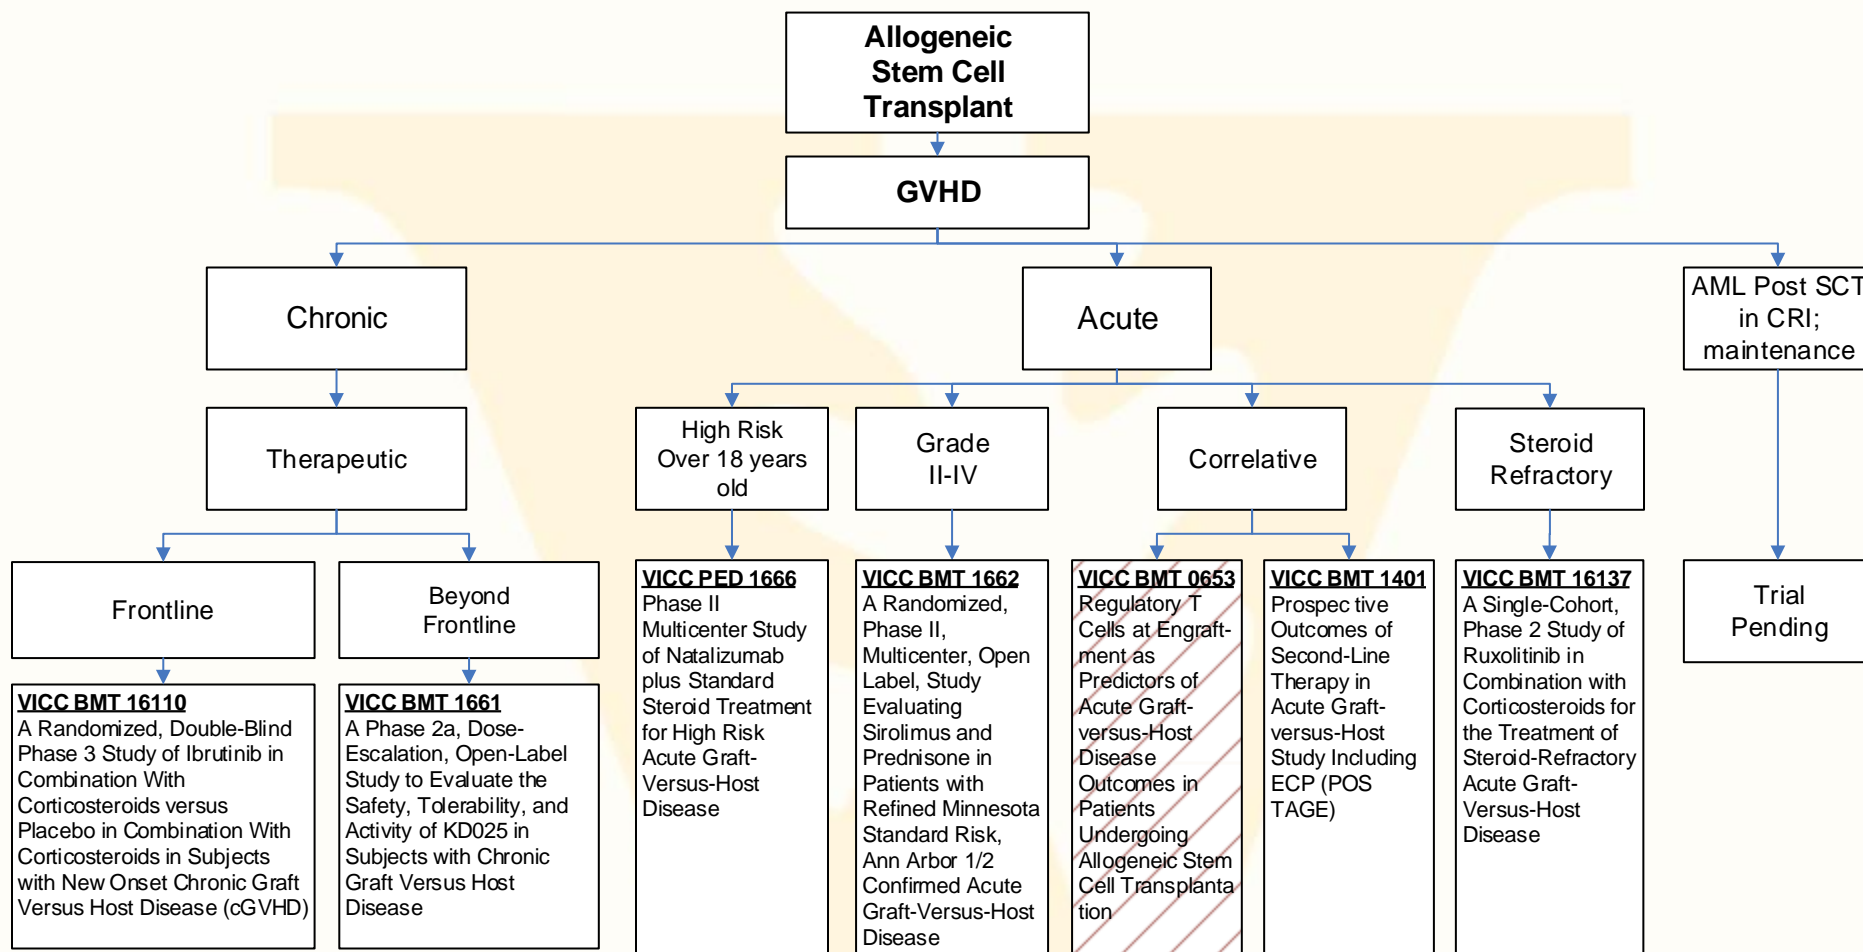 Allogeneic
Stem Cell
Transplant
GVHD
Chronic
Acute
AML Post SCT
in CRI;
maintenance
Therapeutic
High Risk
Over 18 years
old
Grade
II-IV
Correlative
Steroid
Refractory
Frontline
Beyond
Frontline
VICC PED 1666
Phase II
Multicenter Study
of Natalizumab
plus Standard
Steroid Treatment
for High Risk
Acute Graft-
Versus-Host
Disease
VICC BMT 1662
A Randomized,
Phase II,
Multicenter, Open
Label, Study
Evaluating
Sirolimus and
Prednisone in
Patients with
Refined Minnesota
Standard Risk,
Ann Arbor 1/2
Confirmed Acute
Graft-Versus-Host
Disease
VICC BMT 0653
Regulatory T
Cells at Engraft-
ment as
Predictors of
Acute Graft-
versus-Host
Disease
Outcomes in
Patients
Undergoing
Allogeneic Stem
Cell Transplanta
tion
VICC BMT 1401
Prospective
Outcomes of
Second-Line
Therapy in
Acute Graft-
versus-Host
Study Including
ECP (POS
TAGE)
VICC BMT 16137
A Single-Cohort,
Phase 2 Study of
Ruxolitinib in
Combination with
Corticosteroids for
the Treatment of
Steroid-Refractory
Acute Graft-
Versus-Host
Disease
Trial
Pending
VICC BMT 16110
A Randomized, Double-Blind
Phase 3 Study of Ibrutinib in
Combination With
Corticosteroids versus
Placebo in Combination With
Corticosteroids in Subjects
with New Onset Chronic Graft
Versus Host Disease (cGVHD)
VICC BMT 1661
A Phase 2a, Dose-
Escalation, Open-Label
Study to Evaluate the
Safety, Tolerability, and
Activity of KD025 in
Subjects with Chronic
Graft Versus Host
Disease